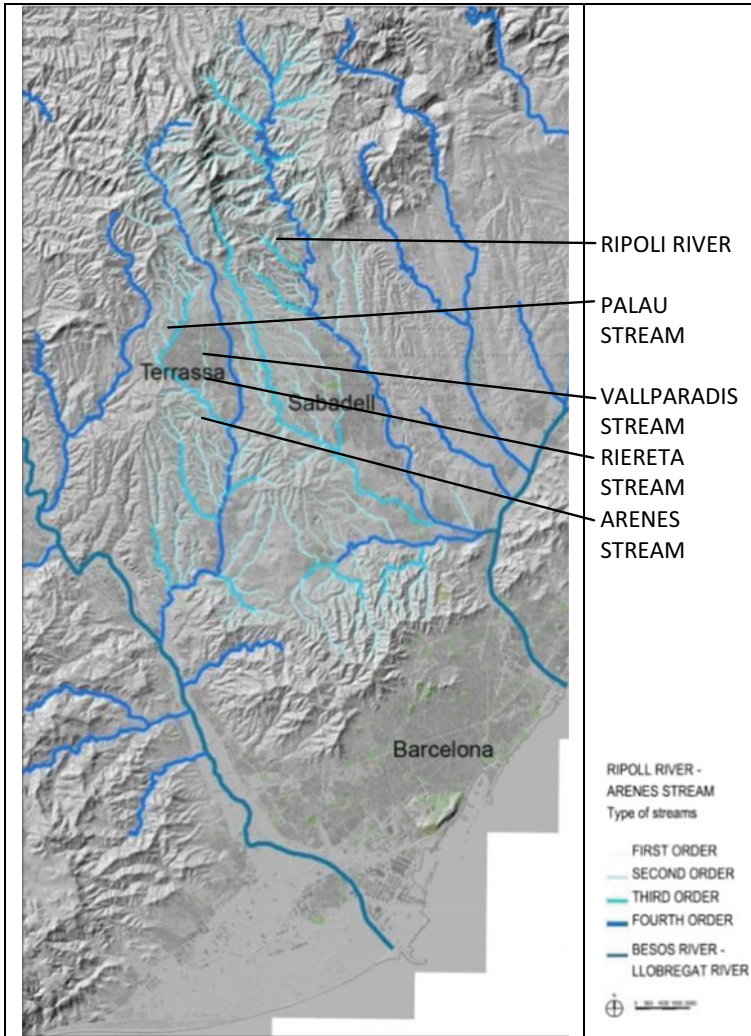 RIPOLI RIVER
PALAU
STREAM
Terrassa
VALLPARADIS
STREAM
Sabadell
RIERETA
STREAM
ARENES
STREAM
Barcelona
RIPOLL RIVER -
ARENES STREAM
Type of streams
FIRST ORDER
SECOND ORDER
THIRD ORDER
FOURTH ORDER
BESOS RIVER -
LLOBREGAT RIVER